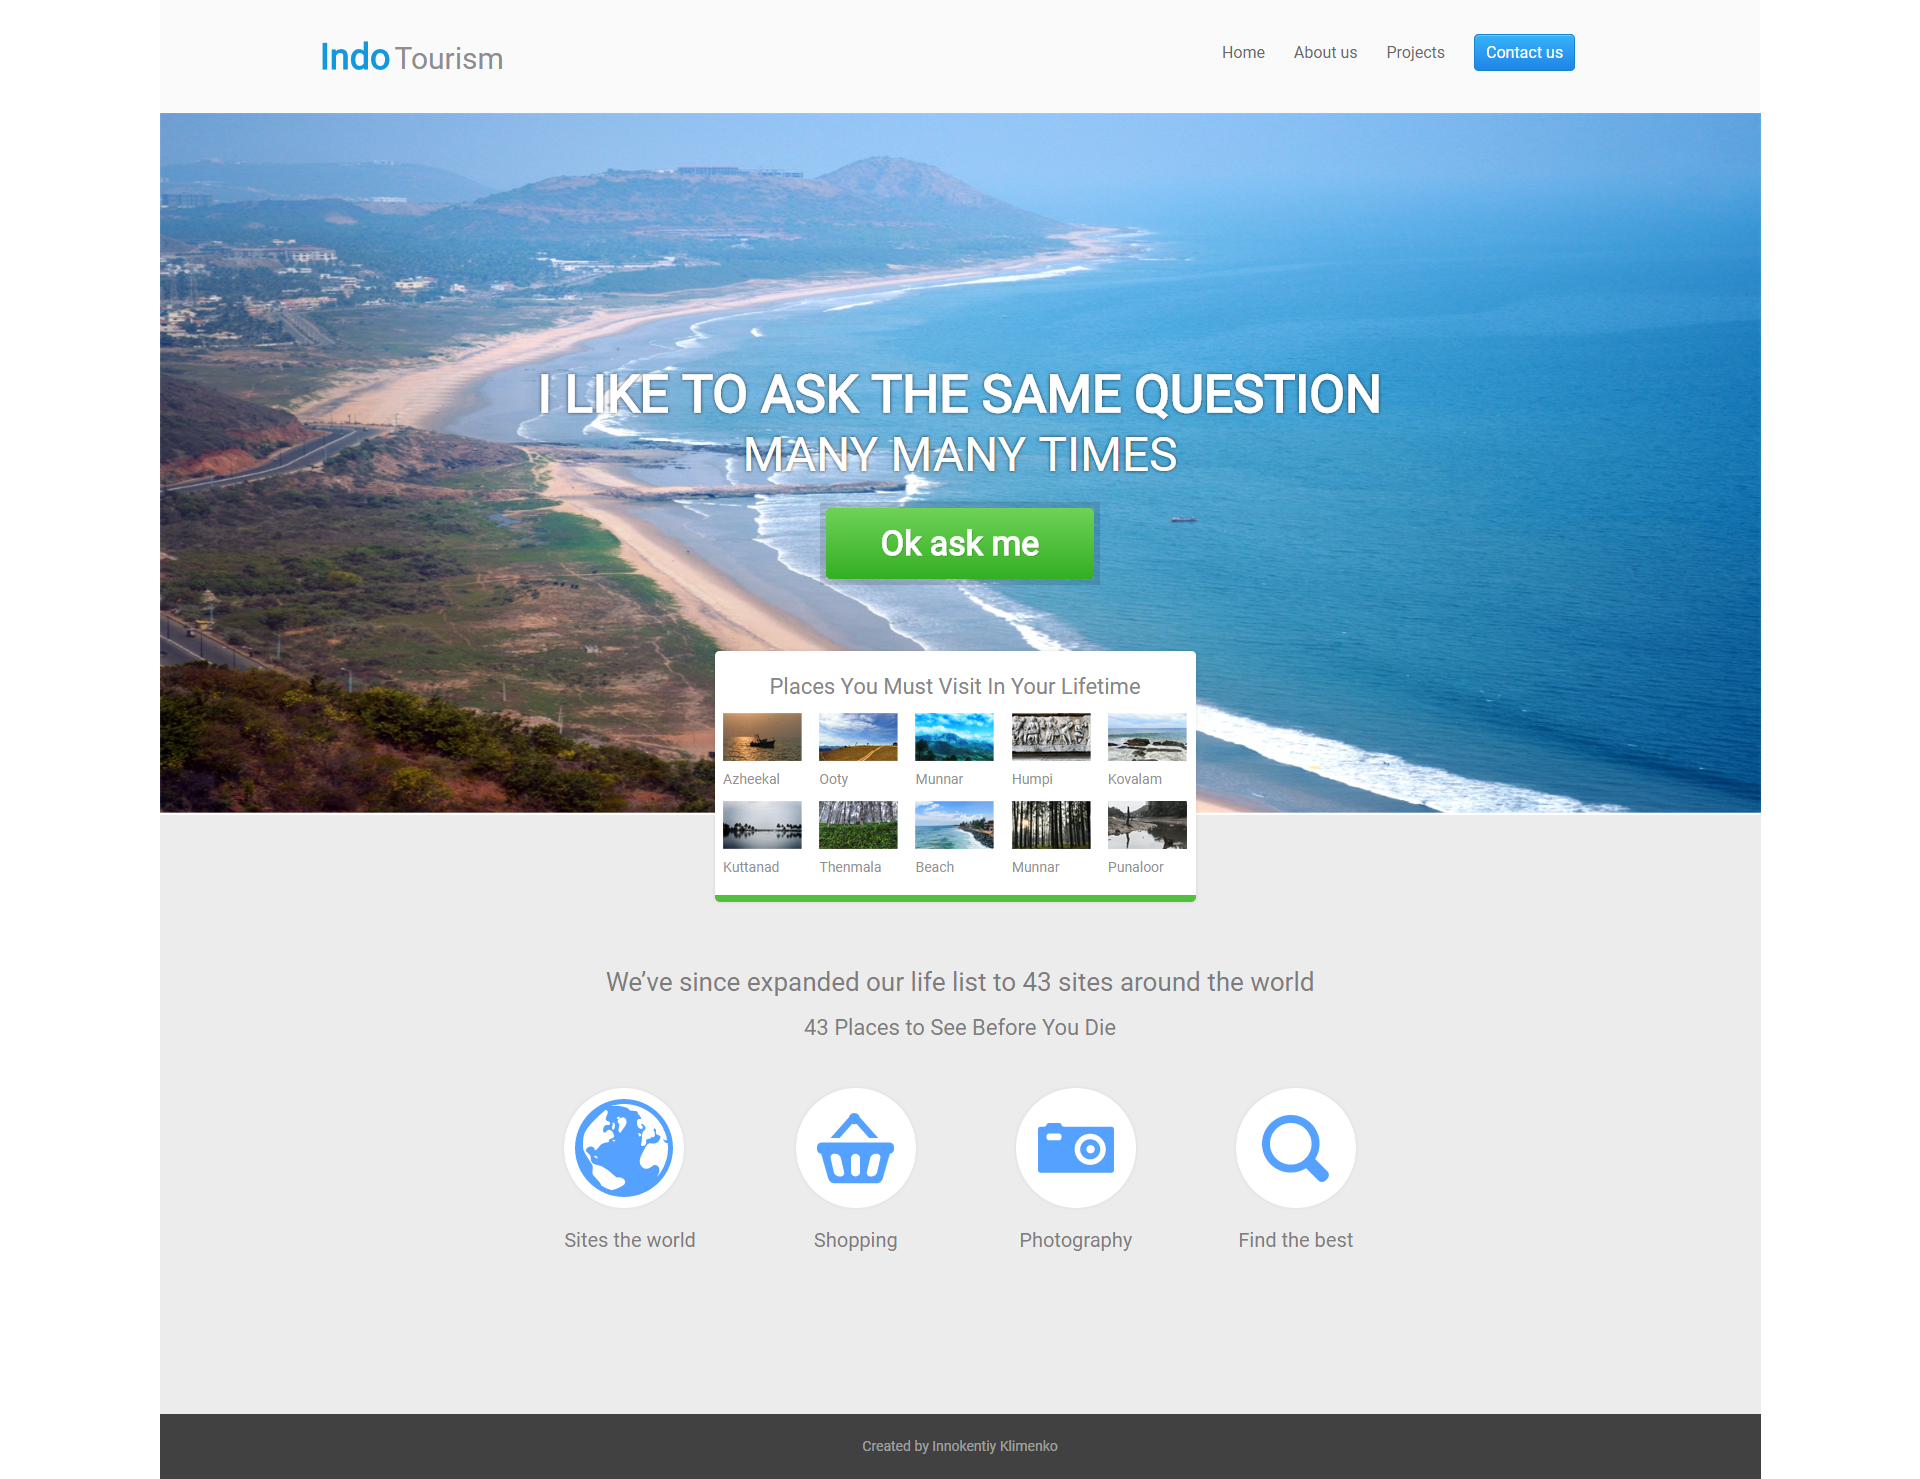 Indo Tourism
Home About us Projects Contact us
I LIKE TO ASK THE SAME QUESTION
MANY MANY TIMES
Ok ask me
Places You Must Visit In Your Lifetime
Azheekal Ooty Munnar Humpi Kovalam
Kuttanad Thenmala Beach Munnar Punaloor
We’ve since expanded our life list to 43 sites around the world
43 Places to See Before You Die
Sites the world Shopping Photography Find the best
Created by Innokentiy Klimenko